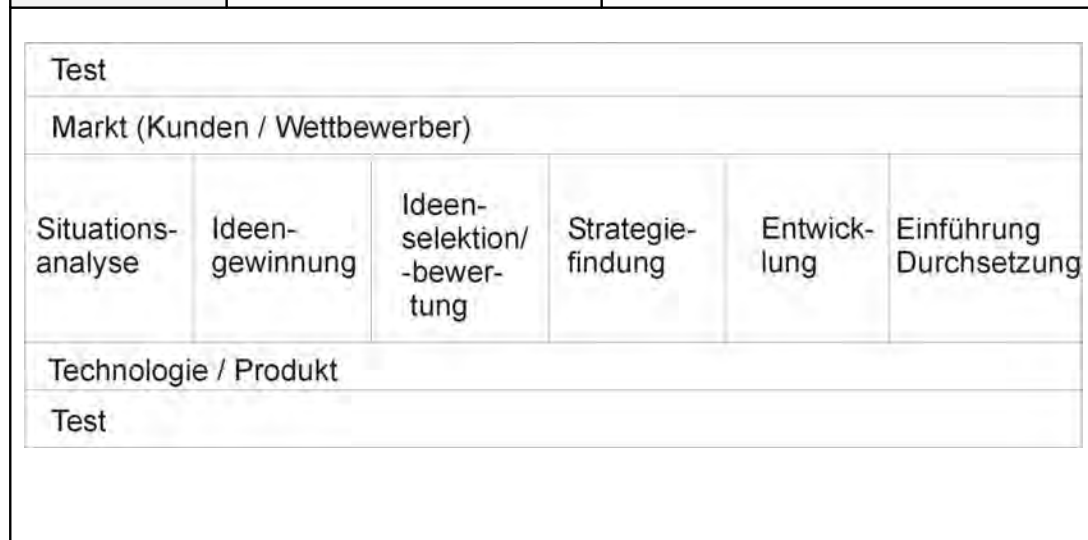 Test
Markt (Kunden / Wettbewerber)
Situations-
analyse
Ideen-
gewinnung
Ideen-
selektion/
-bewer-
tung
Strategie-
findung
Entwick-
lung
Einführung
Durchsetzung
Technologie / Produkt
Test